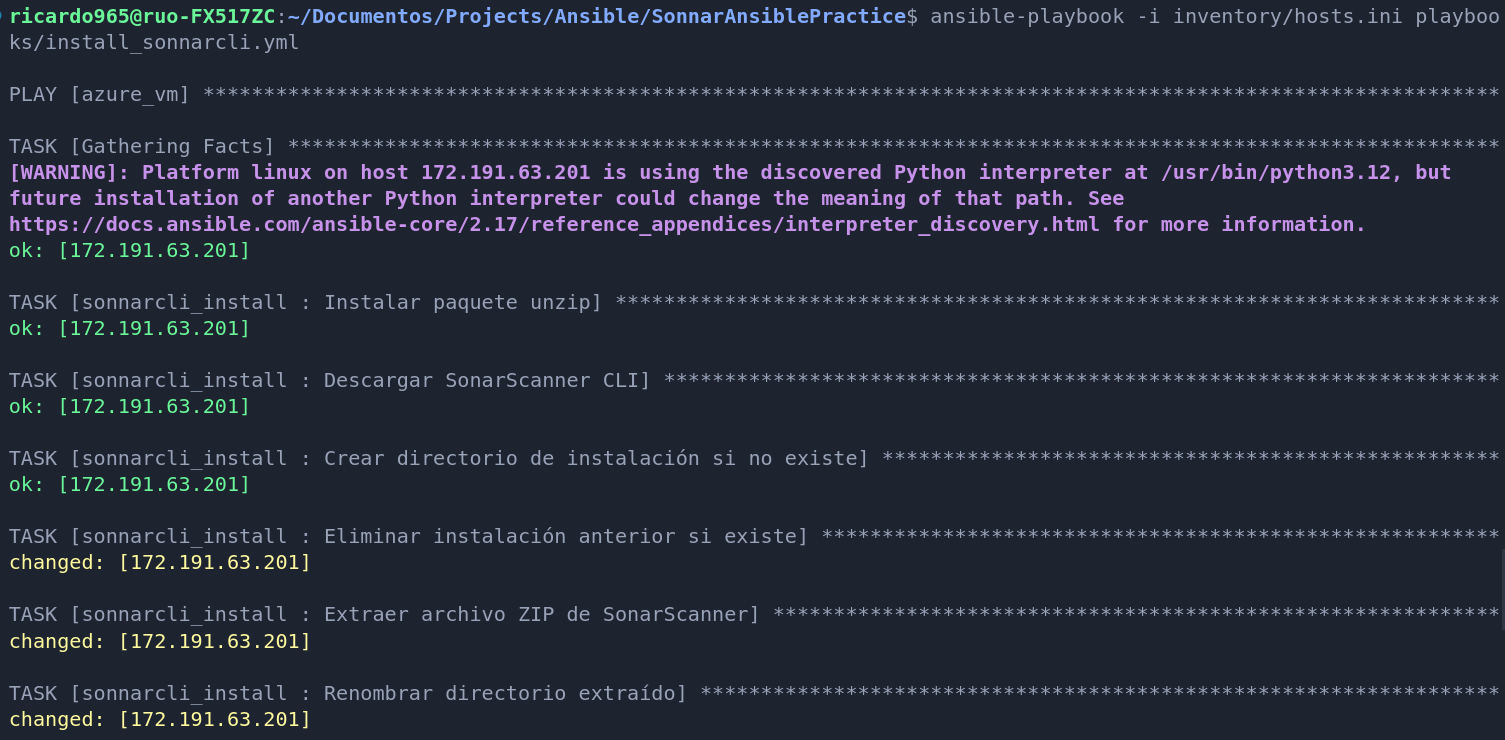 ricardo965@ruo-FX517ZC:~/Documentos/Projects/Ansible/SonnarAnsiblePractice$ ansible-playbook -i inventory/hosts.ini playboo
ks/install_sonnarcli.yml
PLAY [azure_vm] ***********************************************************************************************************
TASK [Gathering Facts] ****************************************************************************************************
[WARNING]: Platform linux on host 172.191.63.201 is using the discovered Python interpreter at /usr/bin/python3.12, but
future installation of another Python interpreter could change the meaning of that path. See
https://docs.ansible.com/ansible-core/2.17/reference_appendices/interpreter_discovery.html for more information.
ok: [172.191.63.201]
TASK [sonnarcli_install : Instalar paquete unzip] *************************************************************************
ok: [172.191.63.201]
TASK [sonnarcli_install : Descargar SonarScanner CLI] *********************************************************************
ok: [172.191.63.201]
TASK [sonnarcli_install : Crear directorio de instalación si no existe] ***************************************************
ok: [172.191.63.201]
TASK [sonnarcli_install : Eliminar instalación anterior si existe] ********************************************************
changed: [172.191.63.201]
TASK [sonnarcli_install : Extraer archivo ZIP de SonarScanner] ************************************************************
changed: [172.191.63.201]
TASK [sonnarcli_install : Renombrar directorio extraído] ******************************************************************
changed: [172.191.63.201]